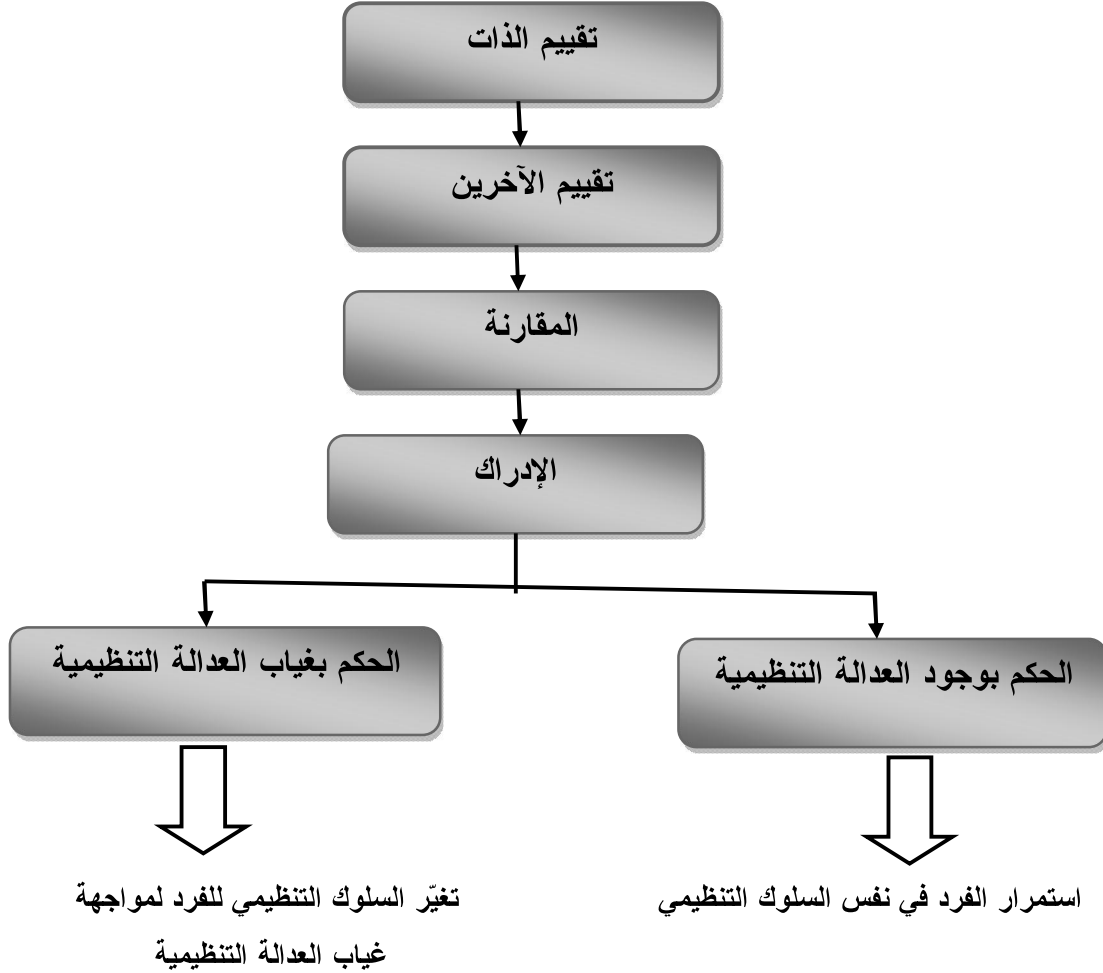 تقييم الذات
تقييم الآخرين
المقارنة
الإدراك
الحكم بوجود العدالة التنظيمية
الحكم بغياب العدالة التنظيمية
استمرار الفرد في نفس السلوك التنظيمي
تغيّر السلوك التنظيمي للفرد لمواجهة
غياب العدالة التنظيمية